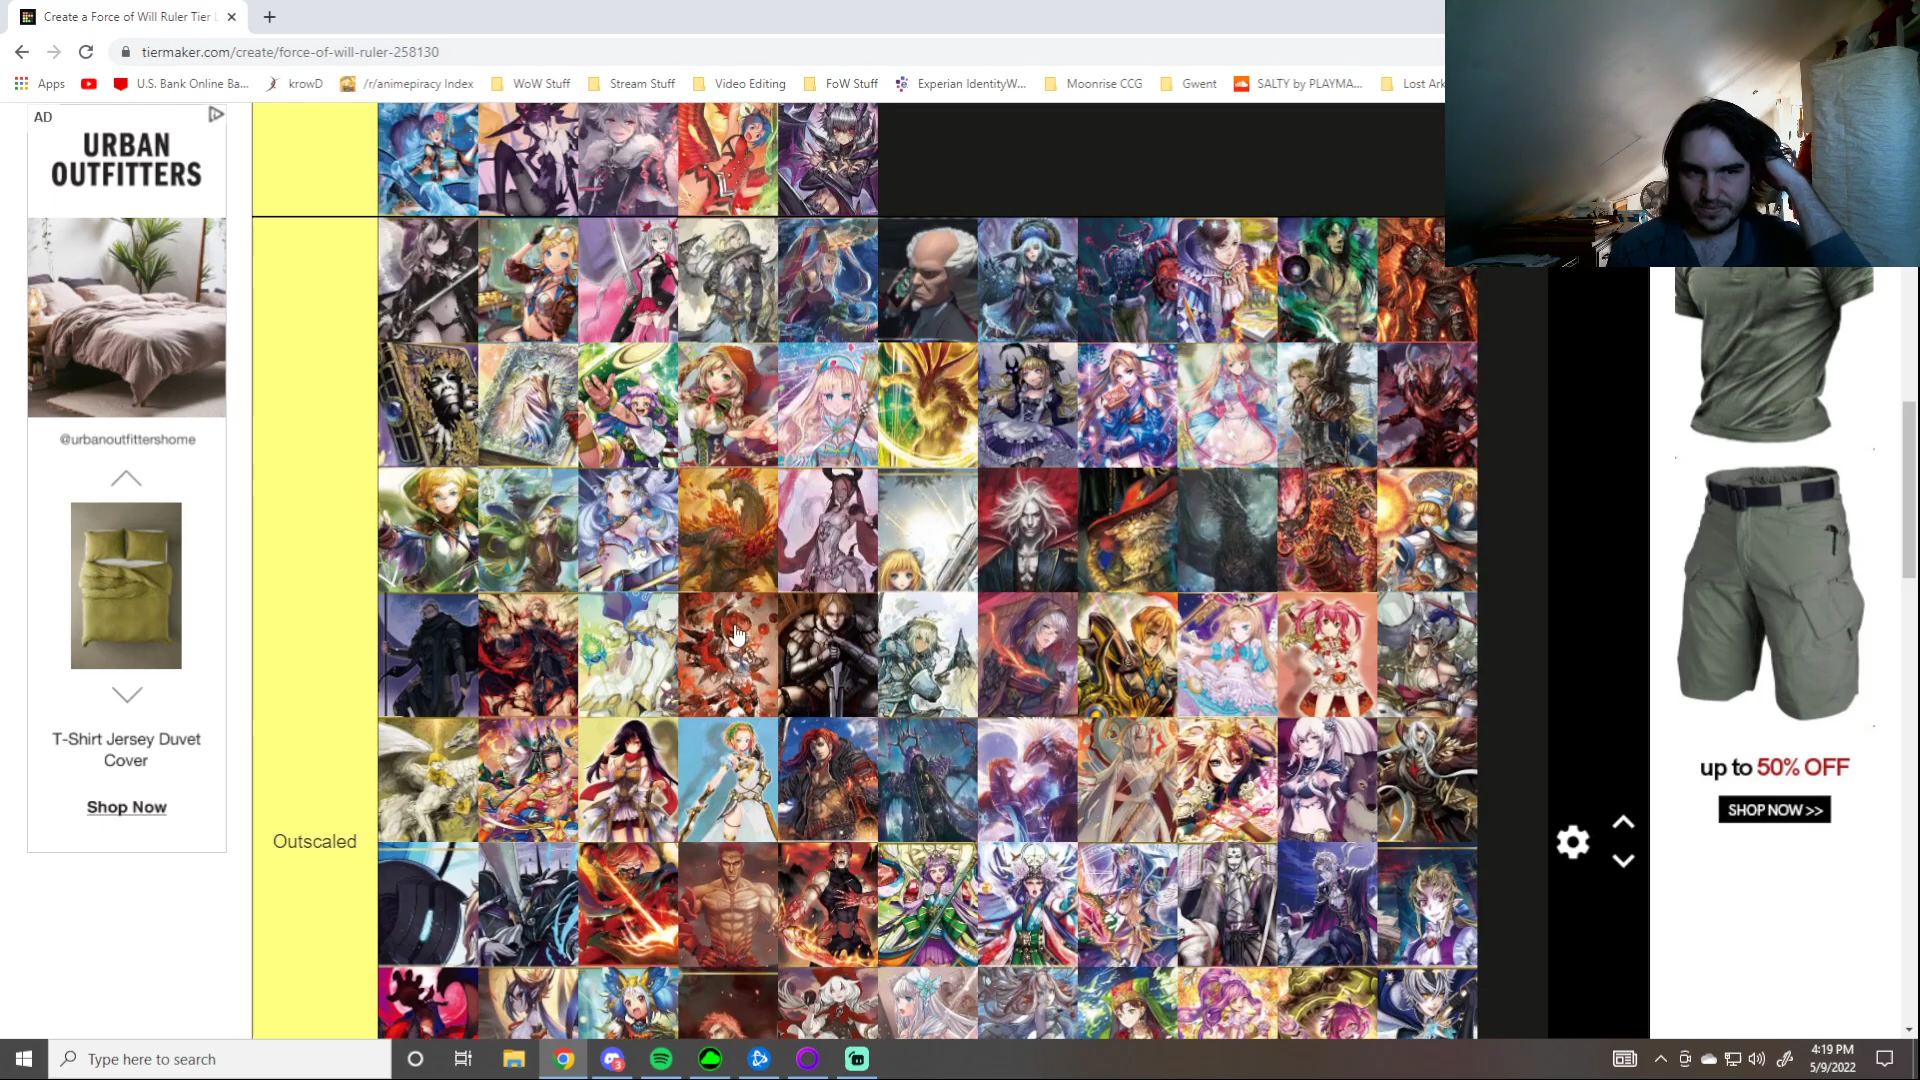 Create a Force of Will Ruler Tier L
tiermaker.com/create/force-of-will-ruler-258130
Apps
U.S. Bank Online Ba...
krowD
/r/animepiracy Index
WoW Stuff
Stream Stuff
Video Editing
FoW Stuff
Experian IdentityW...
Moonrise CCG
Gwent
SALTY by PLAYMA...
Lost Ark
AD
URBAN
OUTFITTERS
@urbanoutfittershome
T-Shirt Jersey Duvet
Cover
Shop Now
Outscaled
up to 50% OFF
SHOP NOW >>
Type here to search
3
4:19 PM
5/9/2022